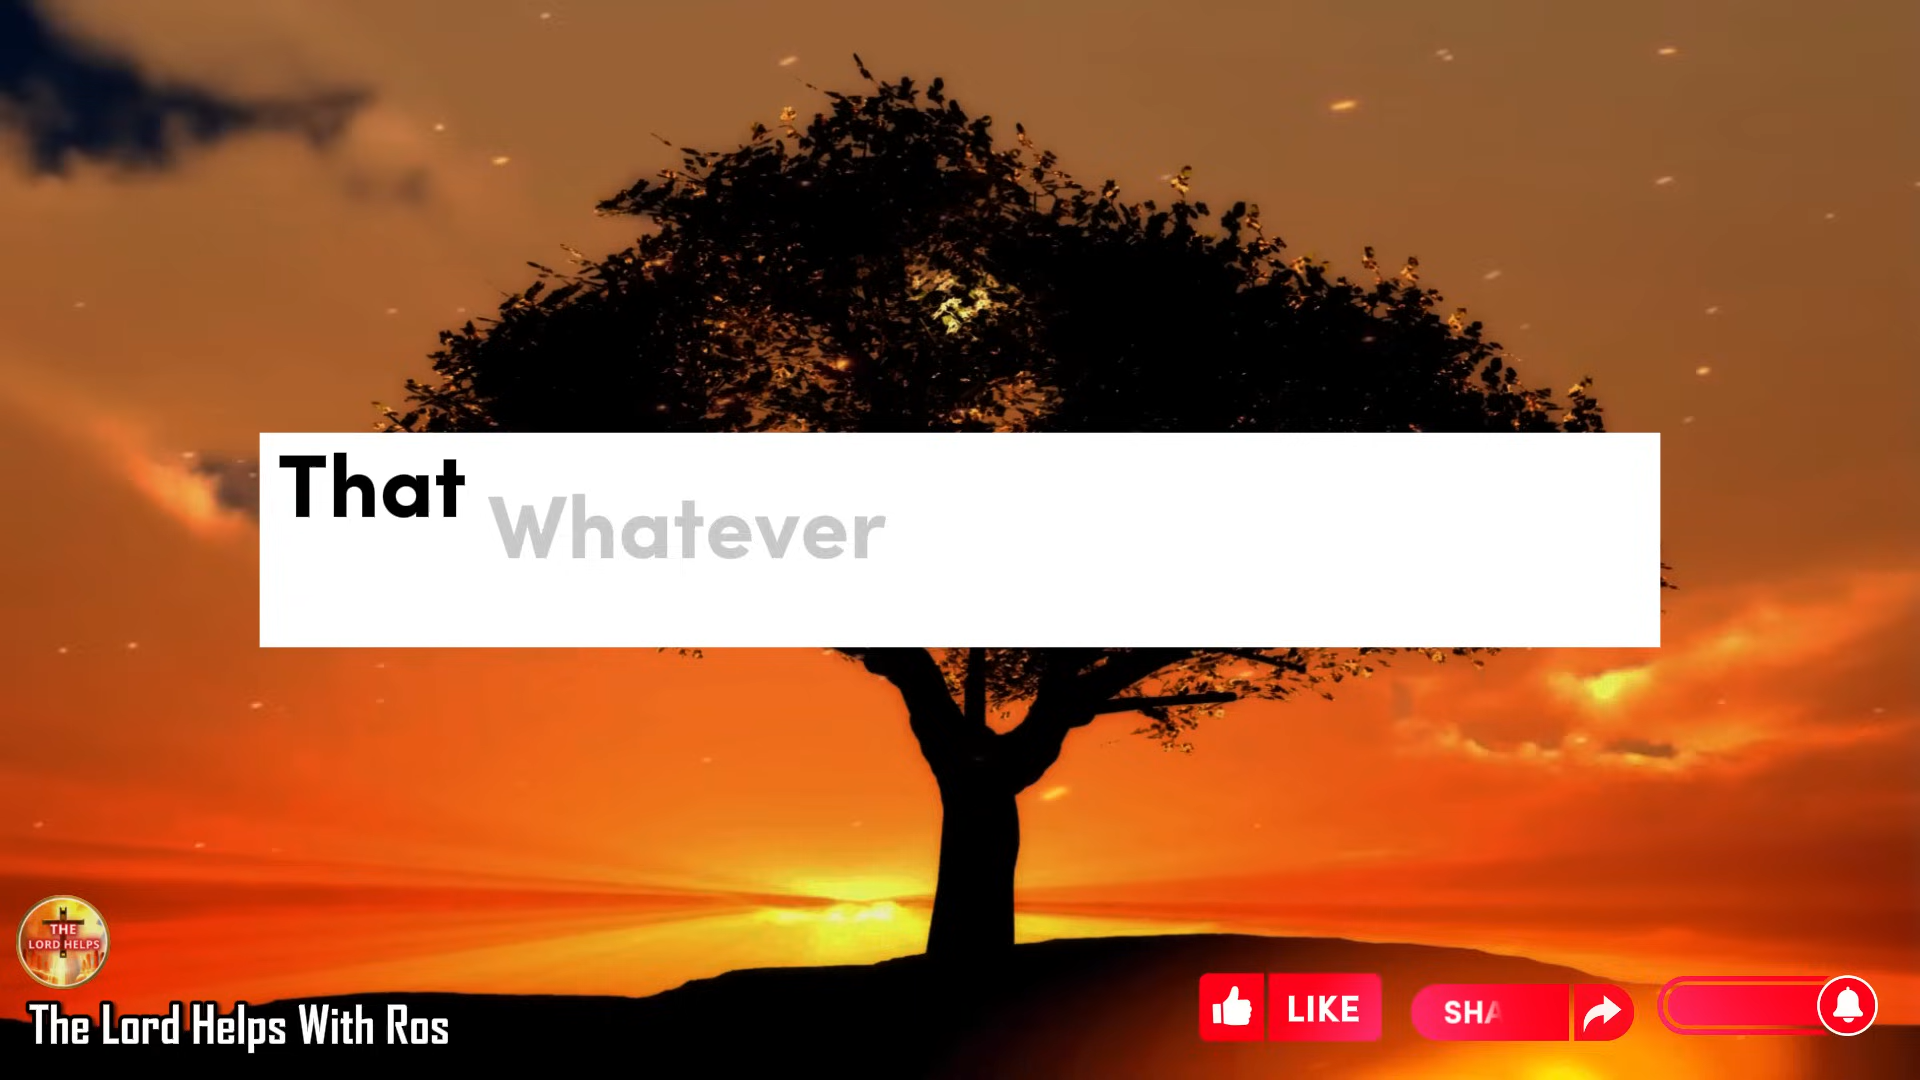 That Whatever
THE
LORD HELPS
The Lord Helps With Ros
LIKE
SHA